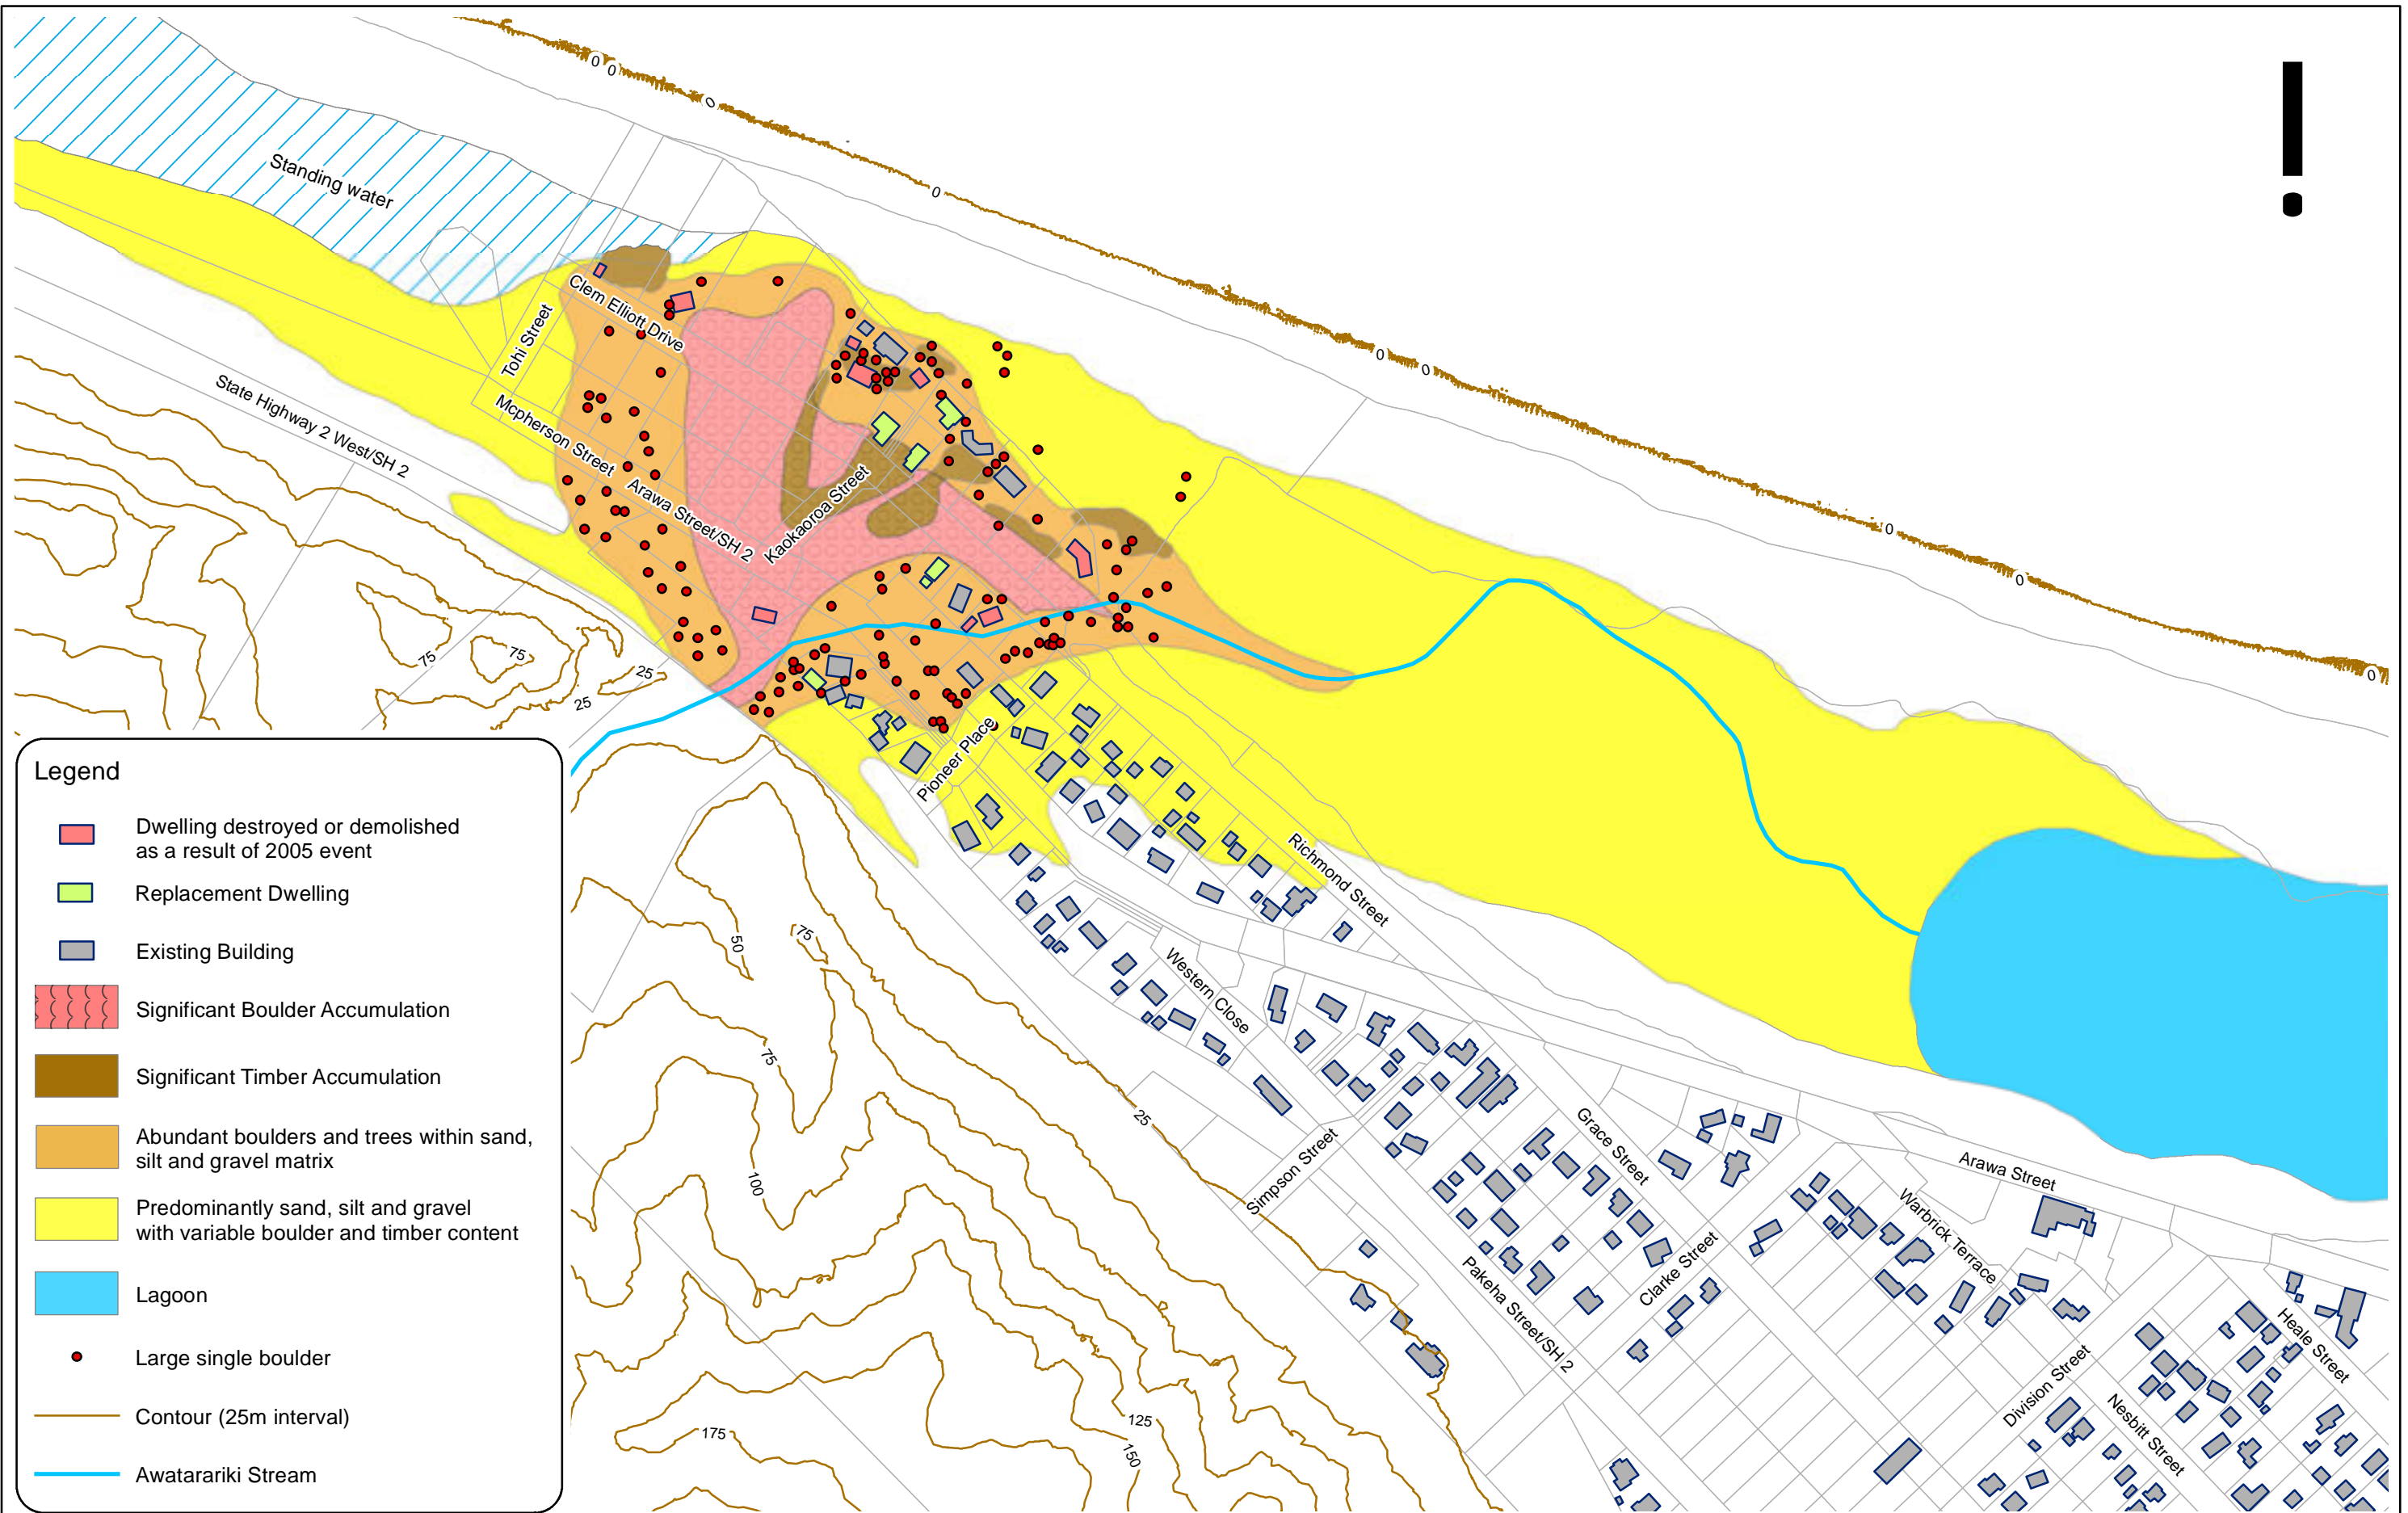 0 0
0
0
0 0
0
0
0
!
Standing water
Clem Elliott Drive
Tohi Street
State Highway 2 West/SH 2
Mcpherson Street
Arawa Street/SH 2
Kaokaoroa Street
75
75
25
25
Pioneer Place
Richmond Street
50
75
75
100
Western Close
25
Simpson Street
Grace Street
Arawa Street
Warbrick Terrace
Clarke Street
Pakeha Street/SH 2
Heale Street
Division Street
Nesbitt Street
125
150
175
Legend
Dwelling destroyed or demolished
as a result of 2005 event
Replacement Dwelling
Existing Building
Significant Boulder Accumulation
Significant Timber Accumulation
Abundant boulders and trees within sand,
silt and gravel matrix
Predominantly sand, silt and gravel
with variable boulder and timber content
Lagoon
Large single boulder
Contour (25m interval)
Awatarariki Stream